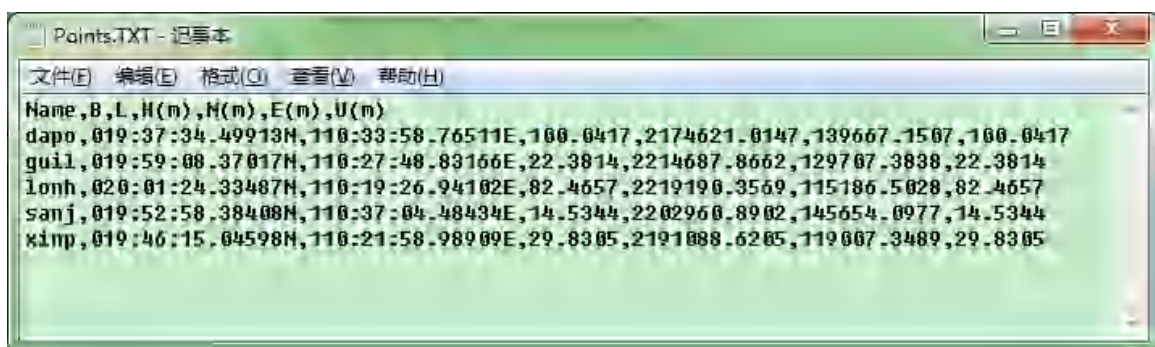 Points.TXT - 记事本
文件(F) 编辑(E) 格式(O) 查看(V) 帮助(H)
Name,B,L,H(m),N(m),E(m),U(m)
dapo,019:37:34.49913N,110:33:58.76511E,100.0417,2174621.0147,139667.1507,100.0417
guil,019:59:08.37017N,110:27:48.83166E,22.3814,2214687.8662,129707.3838,22.3814
lonh,020:01:24.33487N,110:19:26.94102E,82.4657,2219190.3569,115186.5028,82.4657
sanj,019:52:58.38408N,110:37:04.48434E,14.5344,2202960.8902,145654.0977,14.5344
xinp,019:46:15.04598N,110:21:58.98909E,29.8305,2191088.6205,119007.3489,29.8305